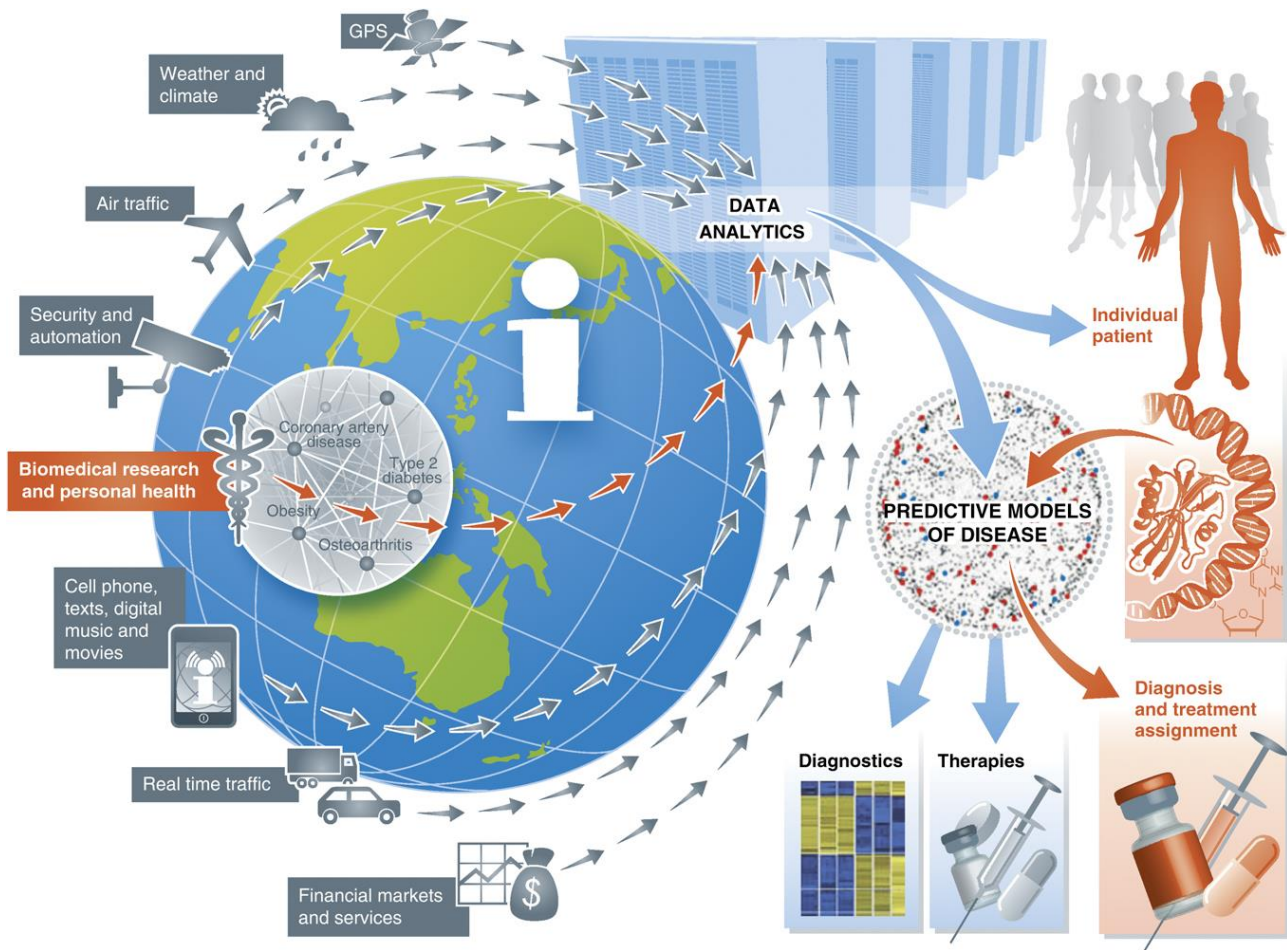 GPS
Weather and
climate
Air traffic
Security and
automation
Biomedical research
and personal health
Cell phone,
texts, digital
music and
movies
Real time traffic
Financial markets
and services
Coronary artery
disease
Type 2
diabetes
Obesity
Osteoarthritis
i
i
$
DATA
ANALYTICS
Individual
patient
PREDICTIVE MODELS
OF DISEASE
O
N
NI
O
Diagnostics
Therapies
Diagnosis
and treatment
assignment